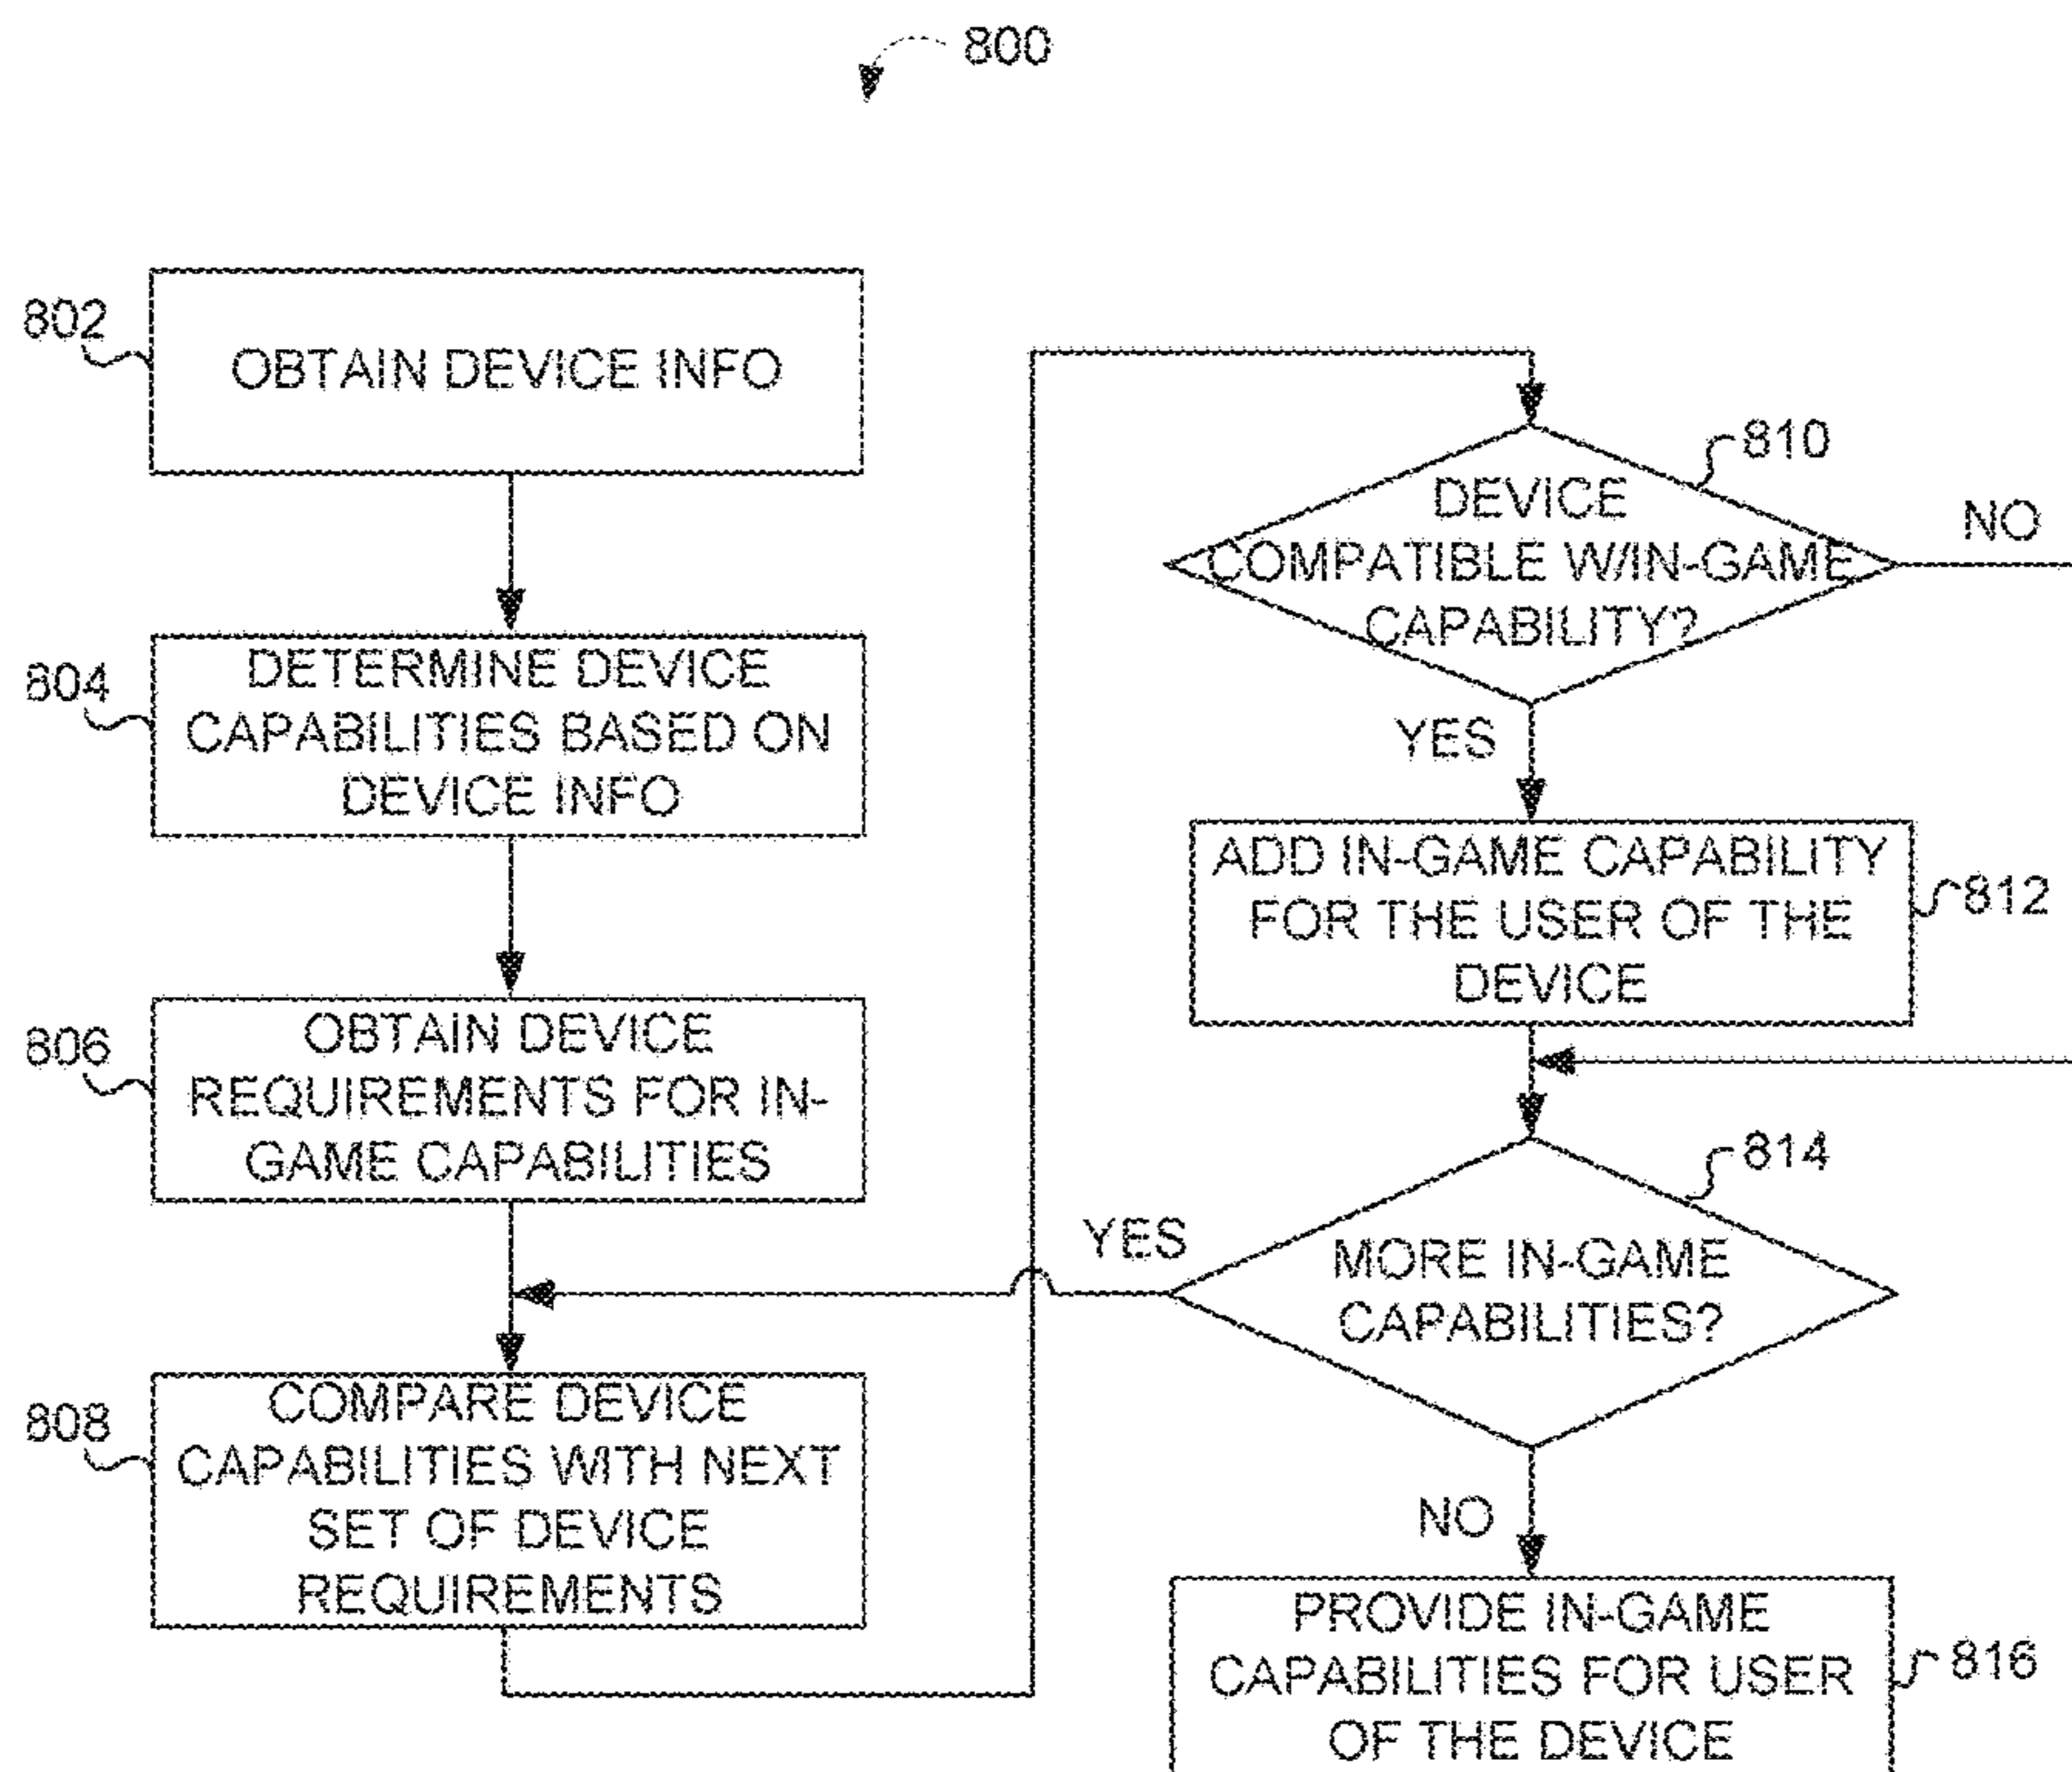 800
802
OBTAIN DEVICE INFO
804
DETERMINE DEVICE
CAPABILITIES BASED ON
DEVICE INFO
806
OBTAIN DEVICE
REQUIREMENTS FOR IN-
GAME CAPABILITIES
808
COMPARE DEVICE
CAPABILITIES WITH NEXT
SET OF DEVICE
REQUIREMENTS
810
DEVICE
COMPATIBLE W/IN-GAME
CAPABILITY?
NO
YES
ADD IN-GAME CAPABILITY
FOR THE USER OF THE
DEVICE
812
814
MORE IN-GAME
CAPABILITIES?
YES
NO
PROVIDE IN-GAME
CAPABILITIES FOR USER
OF THE DEVICE
816